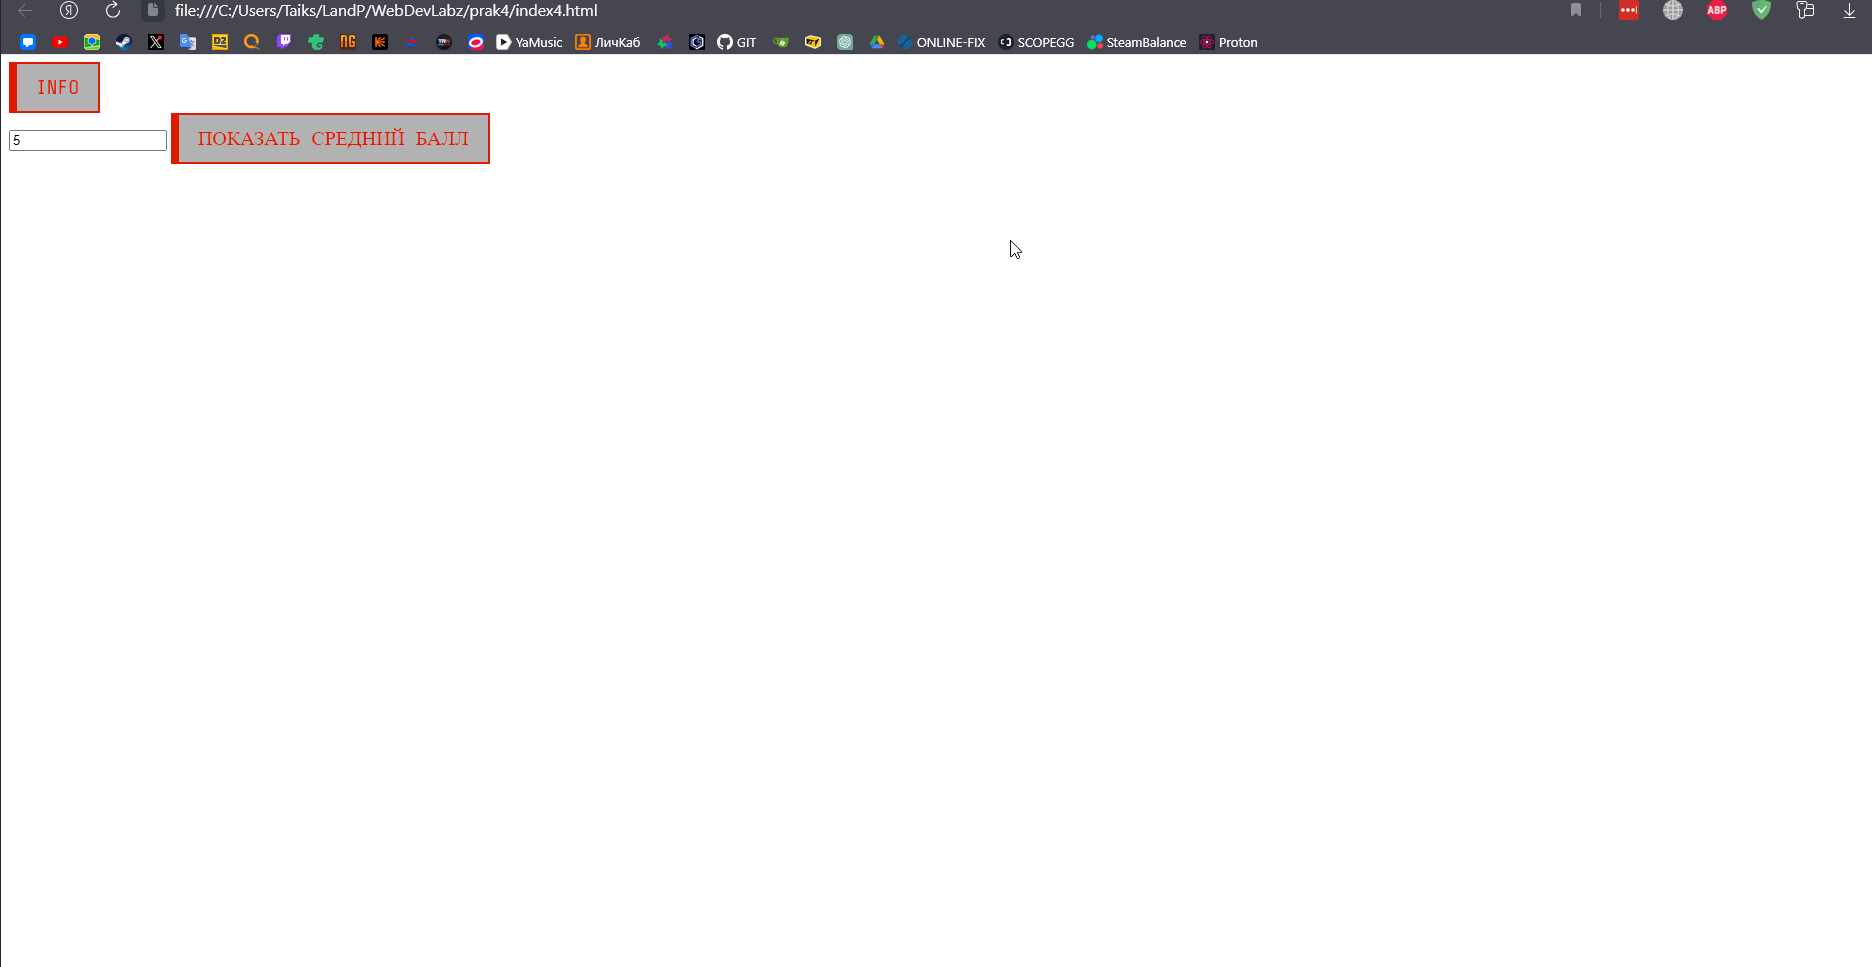 file:///C:/Users/Taiks/LandP/WebDevLabz/prak4/index4.html
YaMusic ЛичКаб GIT ONLINE-FIX SCOPEGG SteamBalance Proton
INFO
5 ПОКАЗАТЬ СРЕДНИЙ БАЛЛ